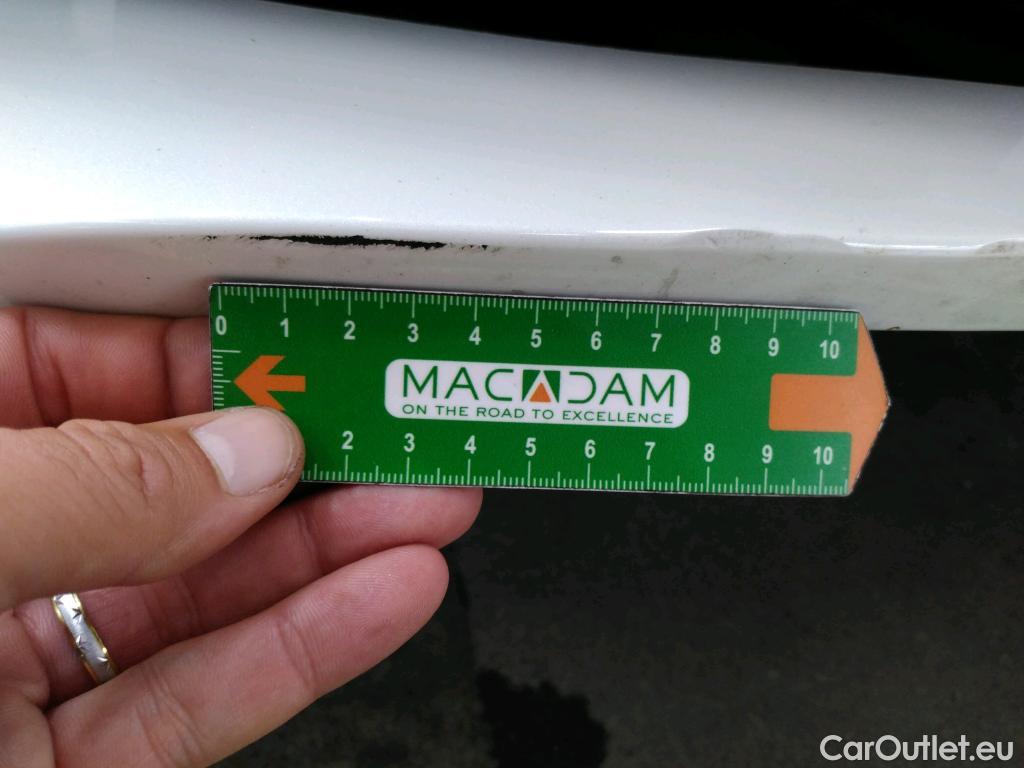 0 1 2 3 4 5 6 7 8 9 10
MACADAM
ON THE ROAD TO EXCELLENCE
2 3 4 5 6 7 8 9 10
CarOutlet.eu